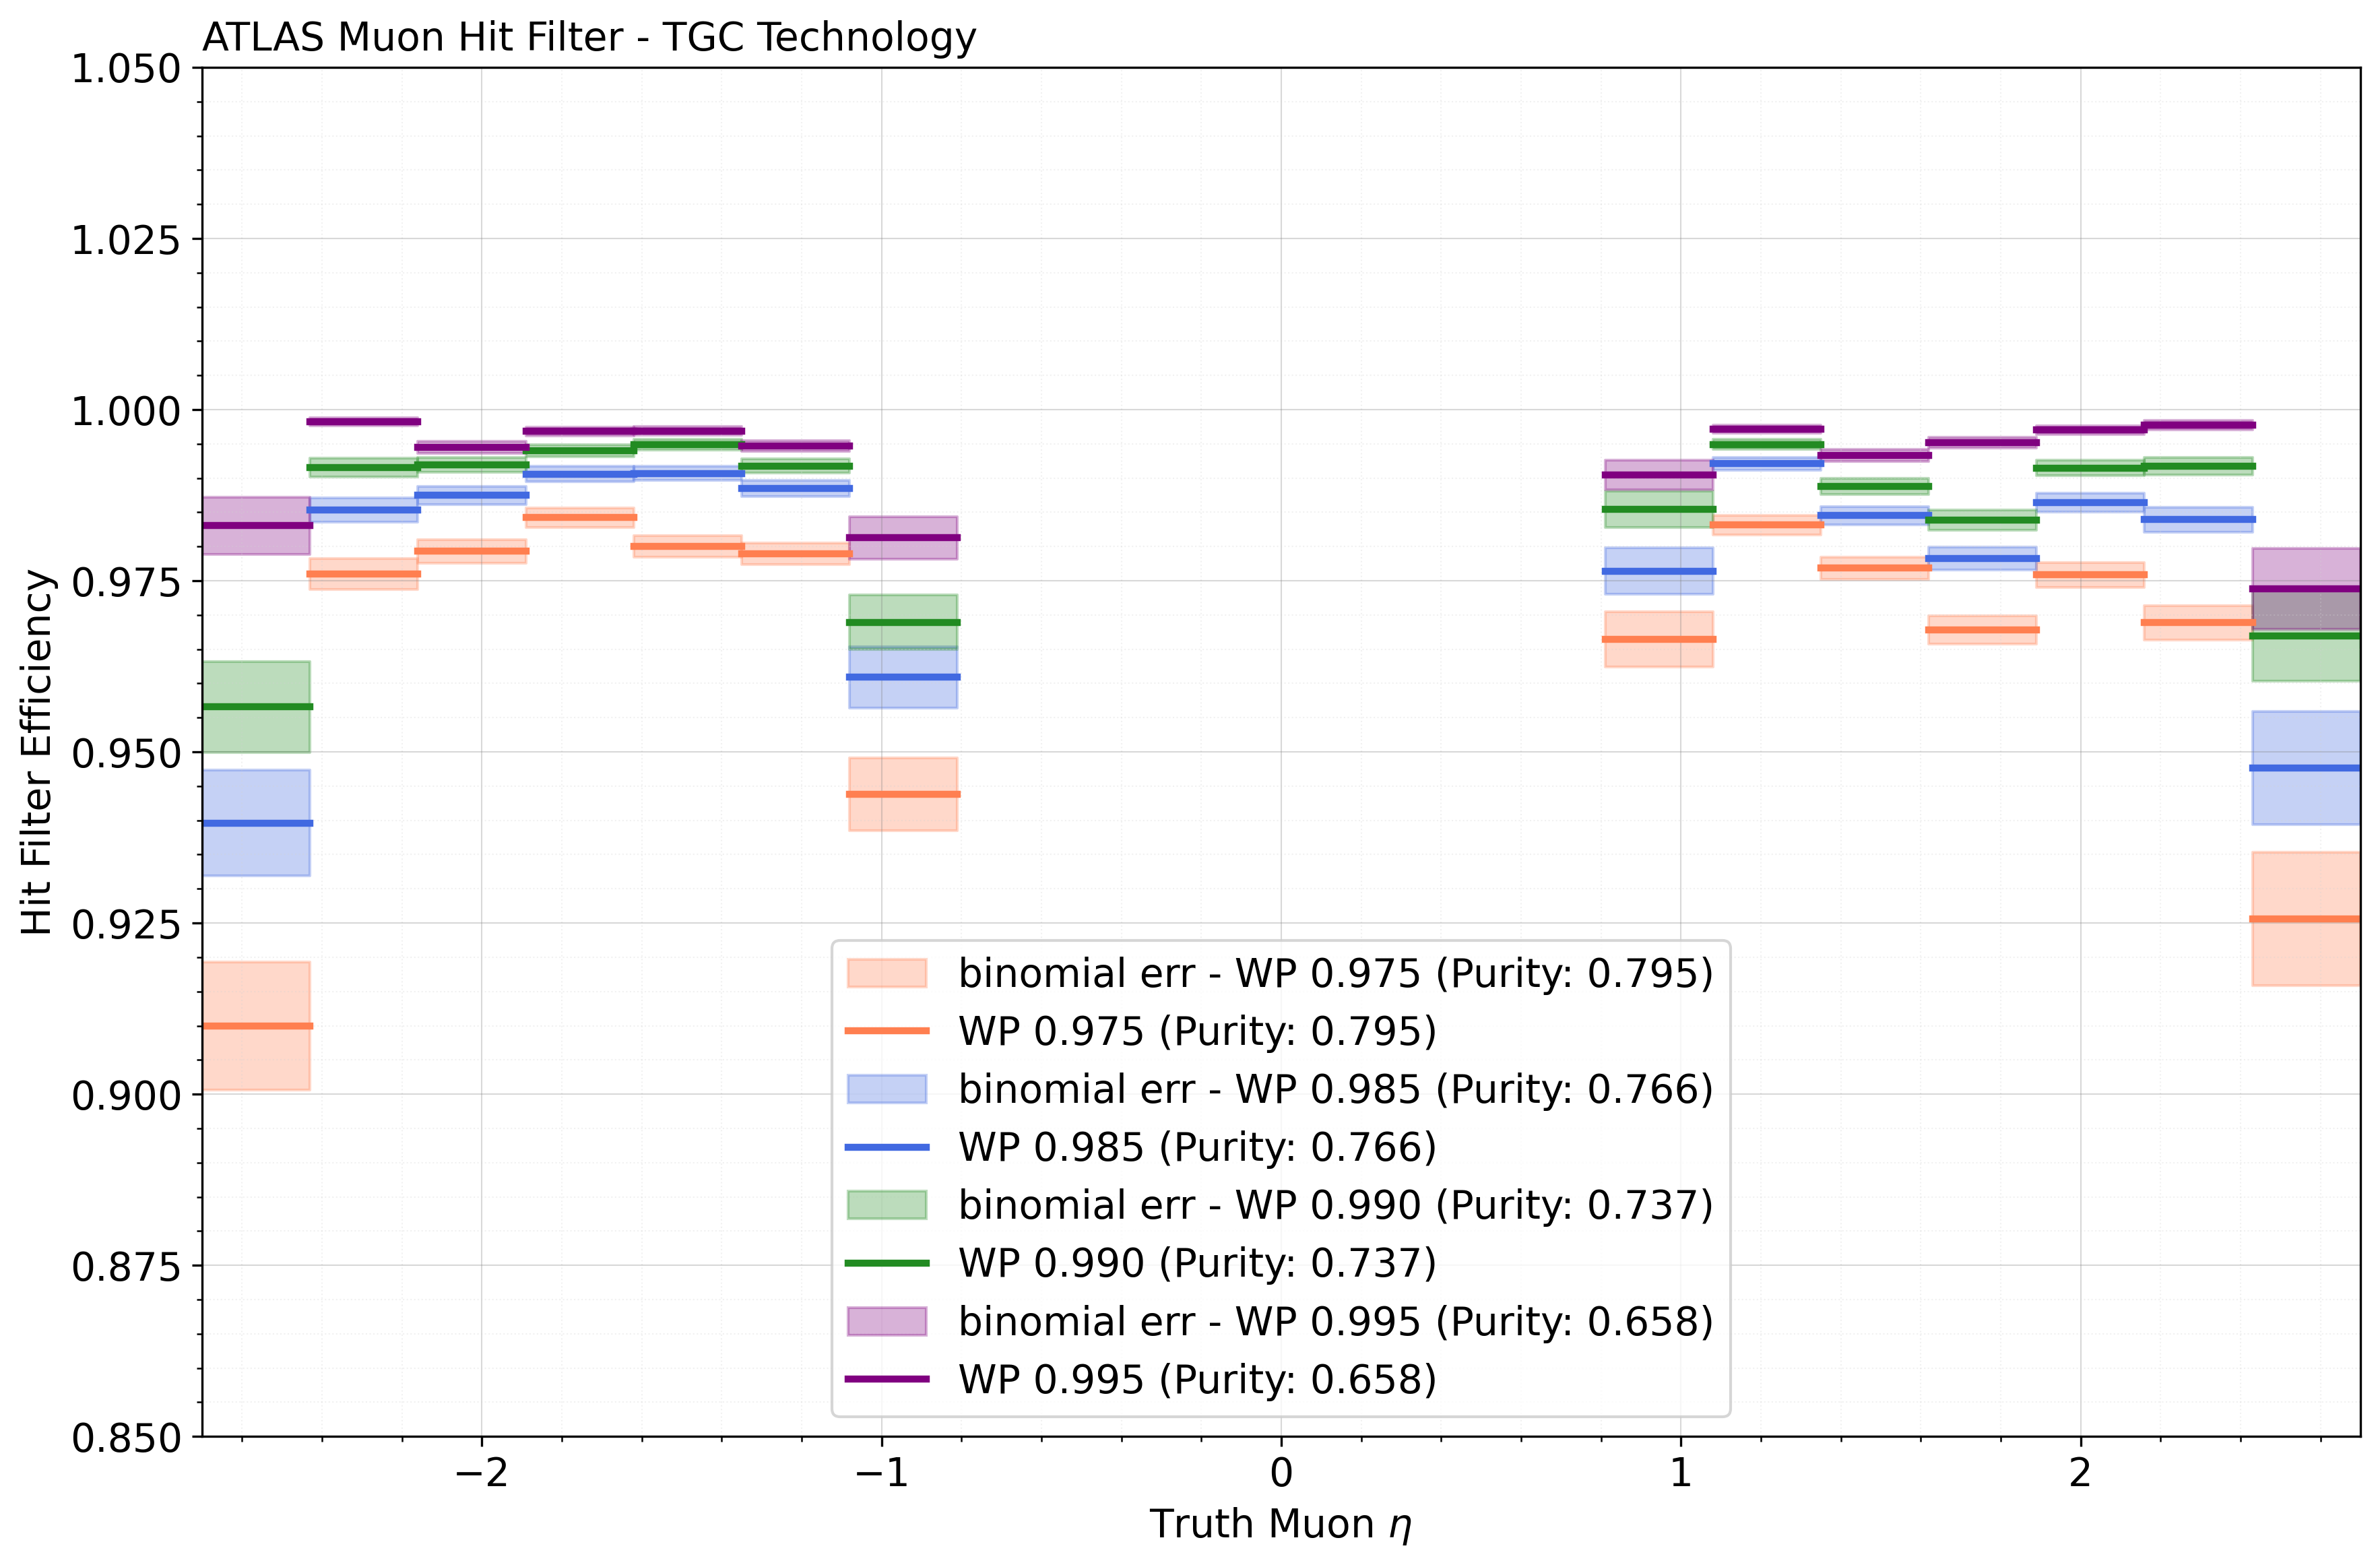 ATLAS Muon Hit Filter - TGC Technology
1.050
1.025
1.000
0.975
0.950
0.925
0.900
0.875
0.850
Hit Filter Efficiency
binomial err - WP 0.975 (Purity: 0.795)
WP 0.975 (Purity: 0.795)
binomial err - WP 0.985 (Purity: 0.766)
WP 0.985 (Purity: 0.766)
binomial err - WP 0.990 (Purity: 0.737)
WP 0.990 (Purity: 0.737)
binomial err - WP 0.995 (Purity: 0.658)
WP 0.995 (Purity: 0.658)
−2 −1 0 1 2
Truth Muon η